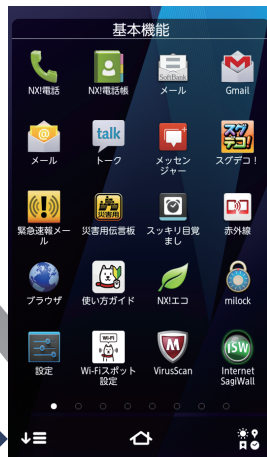 基本機能
NX!電話
NX!電話帳
SoftBank
メール
Gmail
talk
スグ
デコ!
メール
トーク
メッセン
ジャー
スグデコ!
災害用
緊急速報メー
ル
災害用伝言板
スッキリ目覚
まし
赤外線
ブラウザ
使い方ガイド
NX!エコ
milock
Wi-Fi
ISW
設定
Wi-Fiスポット
設定
VirusScan
Internet
SagiWall